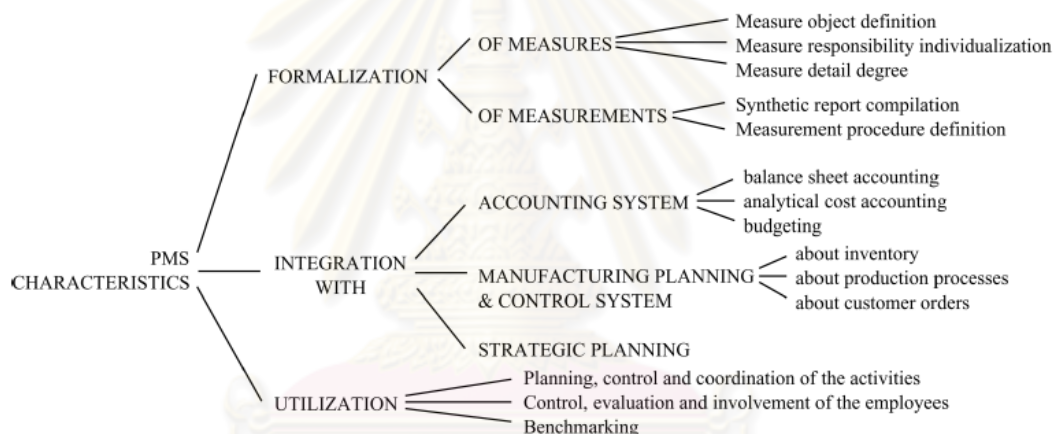 PMS
CHARACTERISTICS
FORMALIZATION
OF MEASURES
Measure object definition
Measure responsibility individualization
Measure detail degree
OF MEASUREMENTS
Synthetic report compilation
Measurement procedure definition
INTEGRATION
WITH
ACCOUNTING SYSTEM
balance sheet accounting
analytical cost accounting
budgeting
MANUFACTURING PLANNING
& CONTROL SYSTEM
about inventory
about production processes
about customer orders
STRATEGIC PLANNING
UTILIZATION
Planning, control and coordination of the activities
Control, evaluation and involvement of the employees
Benchmarking